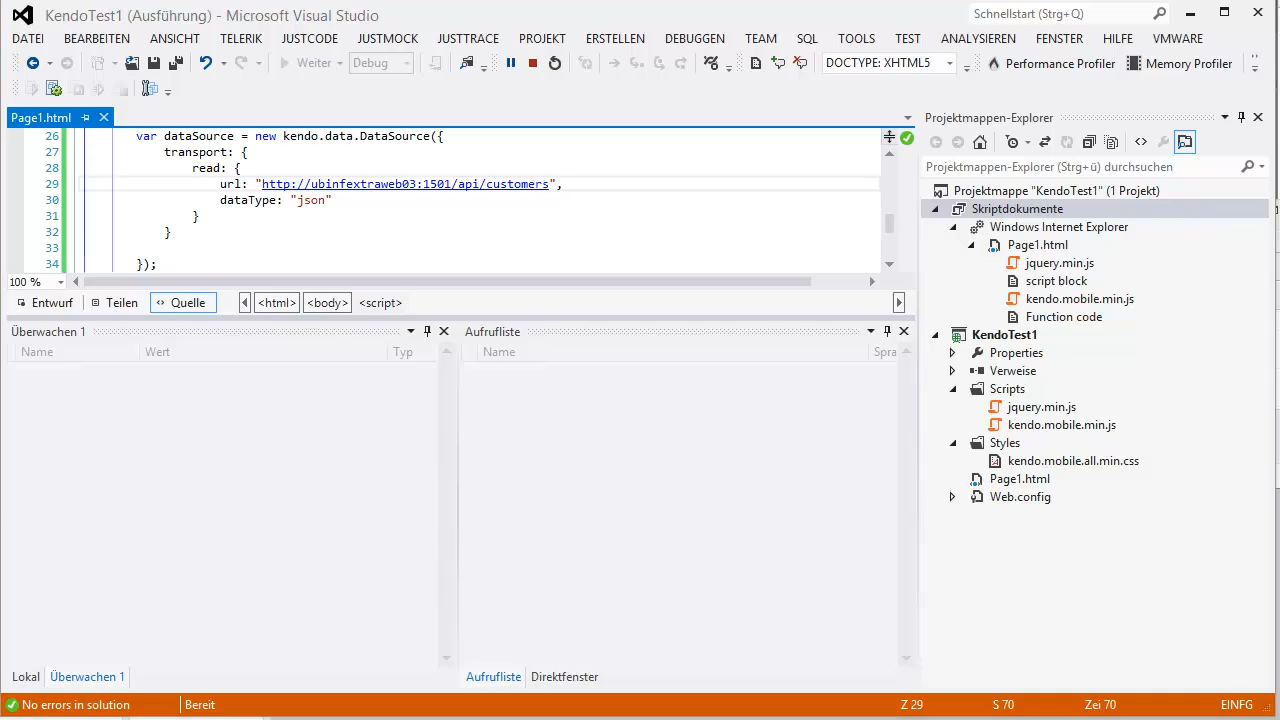 KendoTest1 (Ausführung) - Microsoft Visual Studio
Schnellstart (Strg+Q)
DATEI BEARBEITEN ANSICHT TELERIK JUSTCODE JUSTMOCK JUSTTRACE PROJEKT ERSTELLEN DEBUGGEN TEAM SQL TOOLS TEST ANALYSIEREN FENSTER HILFE VMWARE
Weiter Debug DOCTYPE: XHTML5 Performance Profiler Memory Profiler
Page1.html
26 var dataSource = new kendo.data.DataSource({
27 transport: {
28 read: {
29 url: "http://ubinfextraweb03:1501/api/customers",
30 dataType: "json"
31 }
32 }
33
34 });
100 %
Entwurf Teilen Quelle <html> <body> <script>
Überwachen 1
Name Wert Typ
Aufrufliste
Name Spra
Lokal Überwachen 1
Aufrufliste Direktfenster
Projektmappen-Explorer
Projektmappen-Explorer (Strg+ü) durchsuchen
Projektmappe "KendoTest1" (1 Projekt)
Skriptdokumente
Windows Internet Explorer
Page1.html
jquery.min.js
script block
kendo.mobile.min.js
Function code
KendoTest1
Properties
Verweise
Scripts
jquery.min.js
kendo.mobile.min.js
Styles
kendo.mobile.all.min.css
Page1.html
Web.config
No errors in solution Bereit Z 29 S 70 Zei 70 EINFG